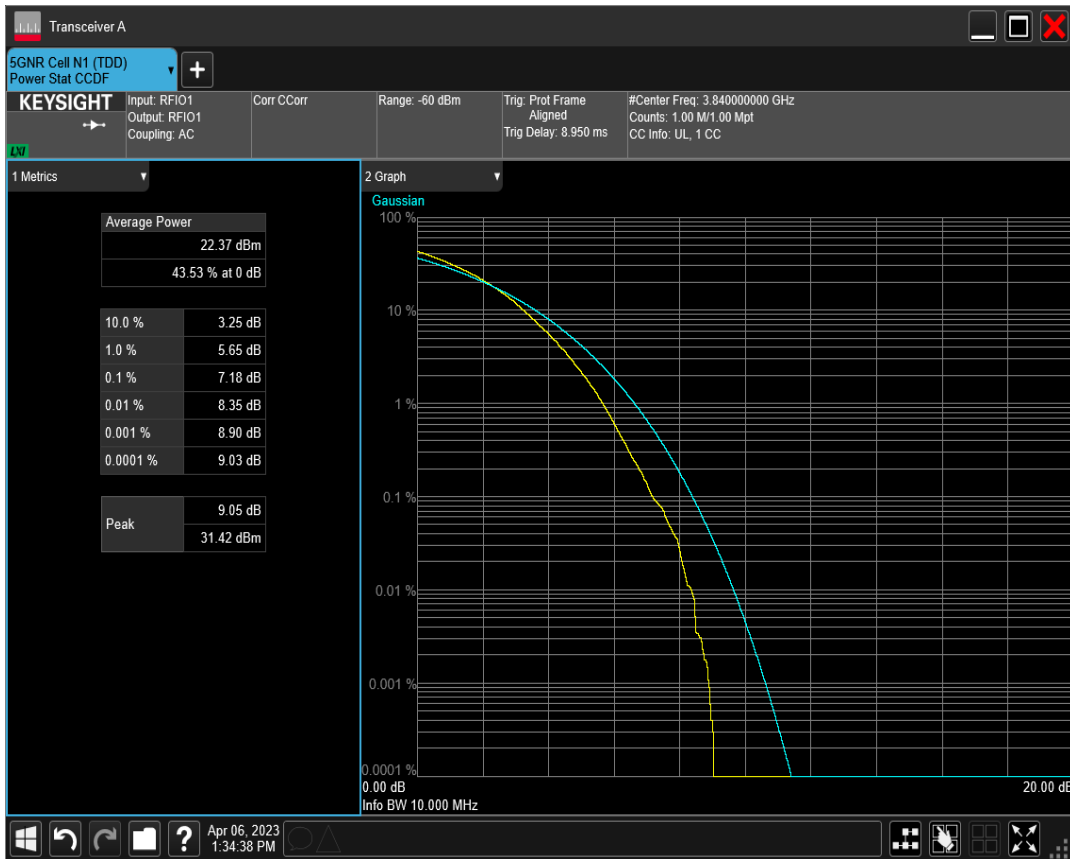 Transceiver A
5GNR Cell N1 (TDD)
Power Stat CCDF
+
KEYSIGHT
LXI
Input: RFIO1
Output: RFIO1
Coupling: AC
Corr CCorr
Range: -60 dBm
Trig: Prot Frame
Aligned
Trig Delay: 8.950 ms
#Center Freq: 3.840000000 GHz
Counts: 1.00 M/1.00 Mpt
CC Info: UL, 1 CC
1 Metrics
Average Power
22.37 dBm
43.53 % at 0 dB
10.0 % 3.25 dB
1.0 % 5.65 dB
0.1 % 7.18 dB
0.01 % 8.35 dB
0.001 % 8.90 dB
0.0001 % 9.03 dB
Peak
9.05 dB
31.42 dBm
2 Graph
Gaussian
100 %
10 %
1 %
0.1 %
0.01 %
0.001 %
0.0001 %
0.00 dB 20.00 dB
Info BW 10.000 MHz
?
Apr 06, 2023
1:34:38 PM